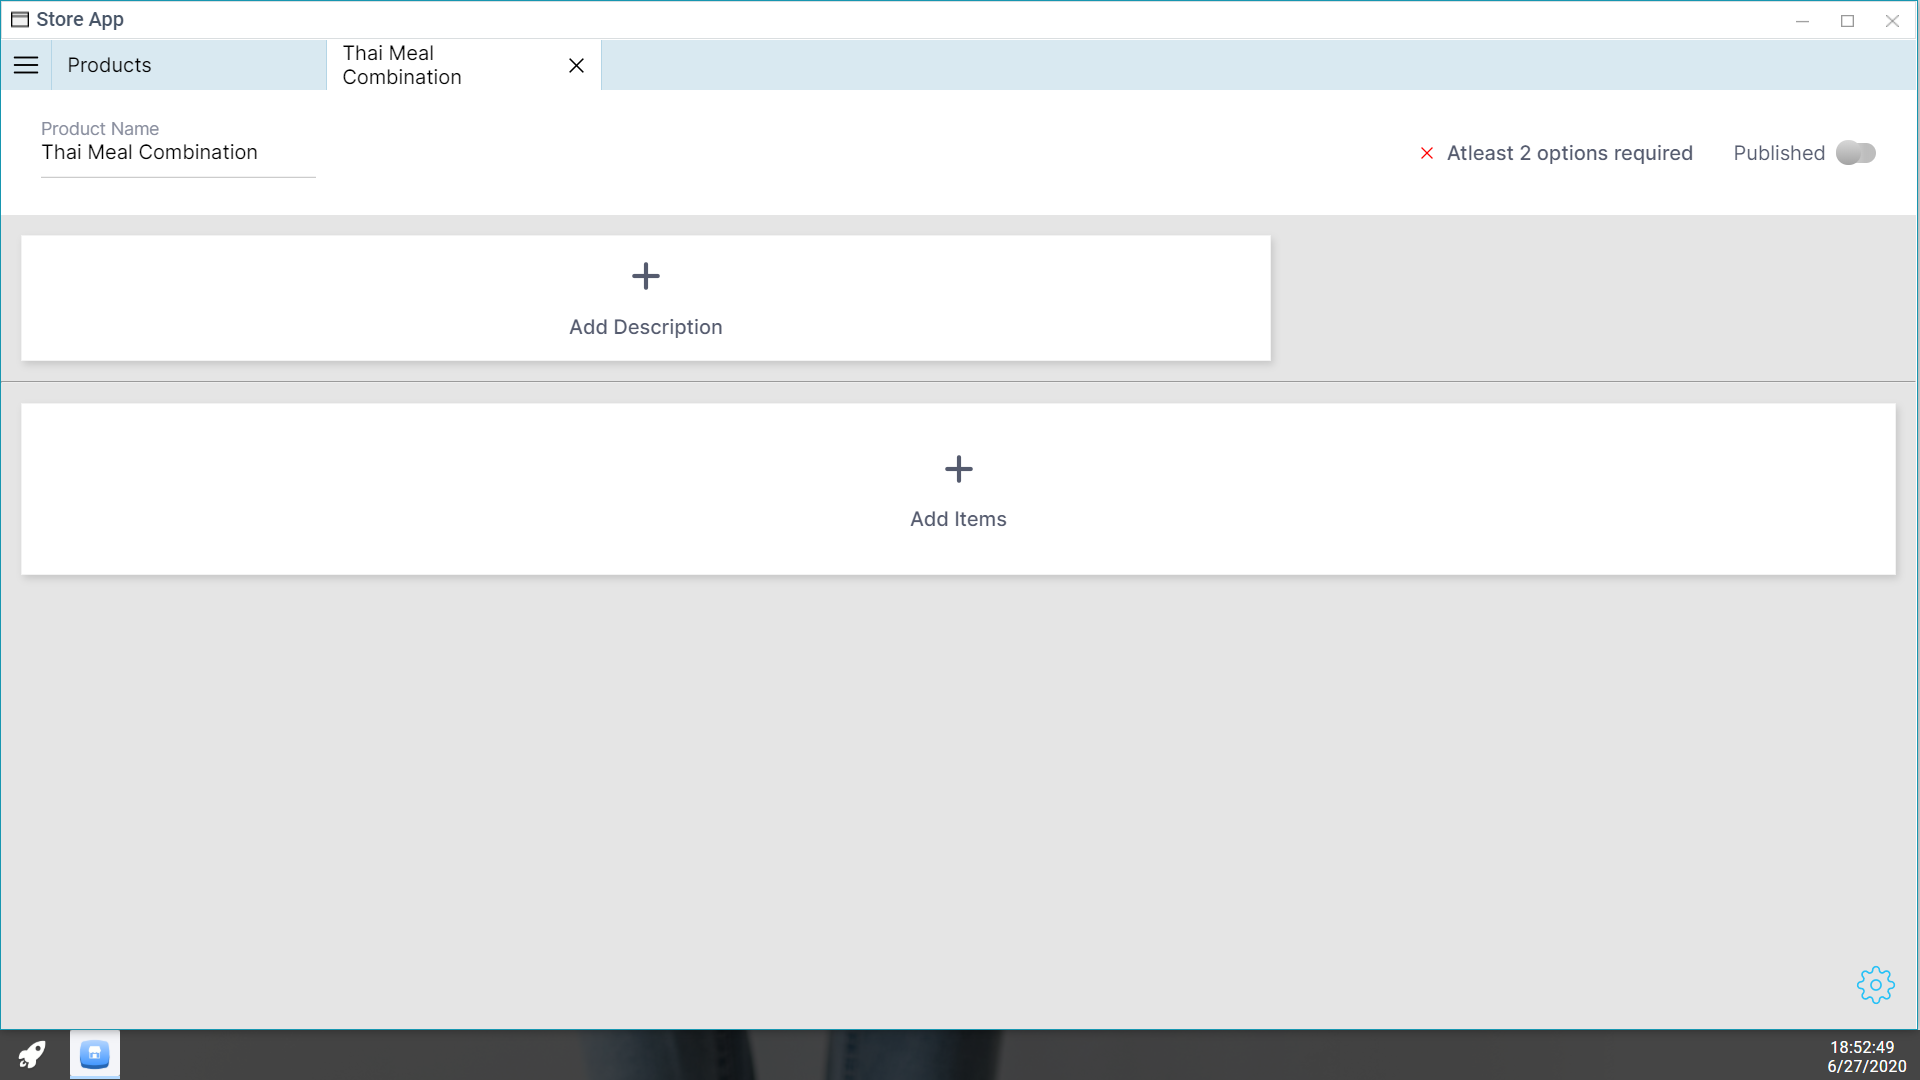 Store App
Products
Thai Meal
Combination
Product Name
Thai Meal Combination
Atleast 2 options required
Published
Add Description
Add Items
18:52:49
6/27/2020